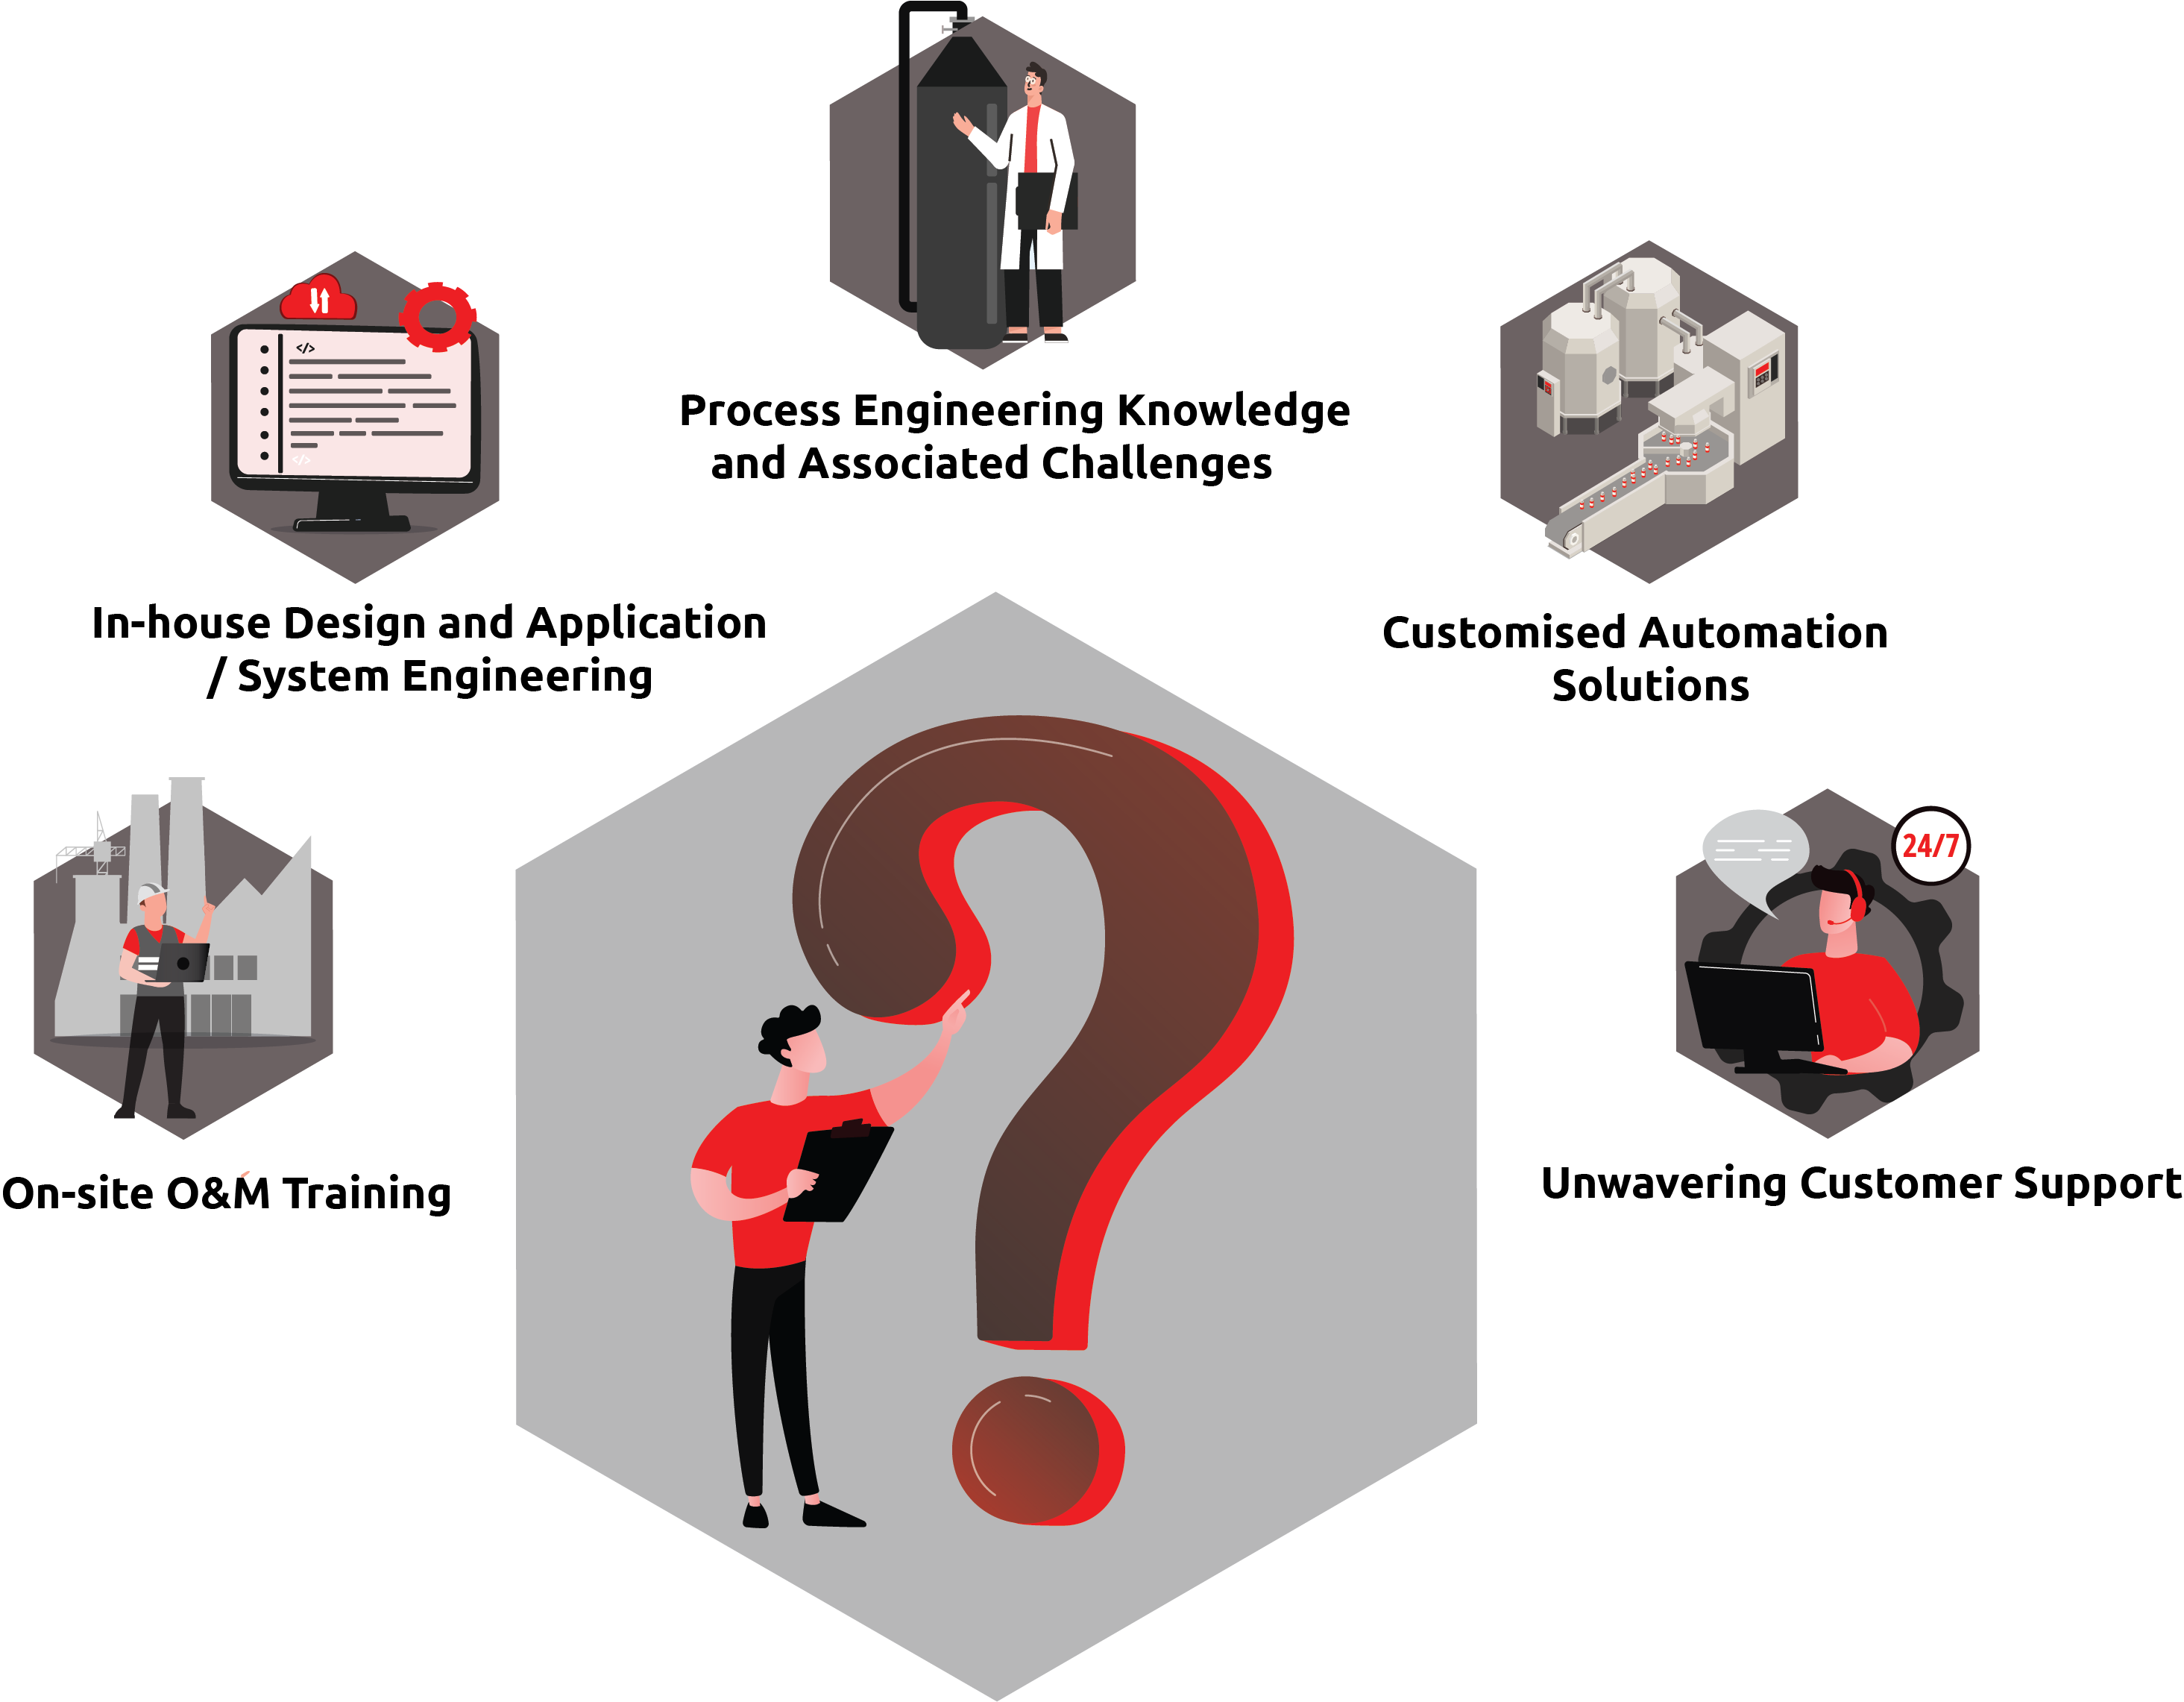 Process Engineering Knowledge
and Associated Challenges
</>
</>
In-house Design and Application
/ System Engineering
Customised Automation
Solutions
24/7
On-site O&M Training
Unwavering Customer Support